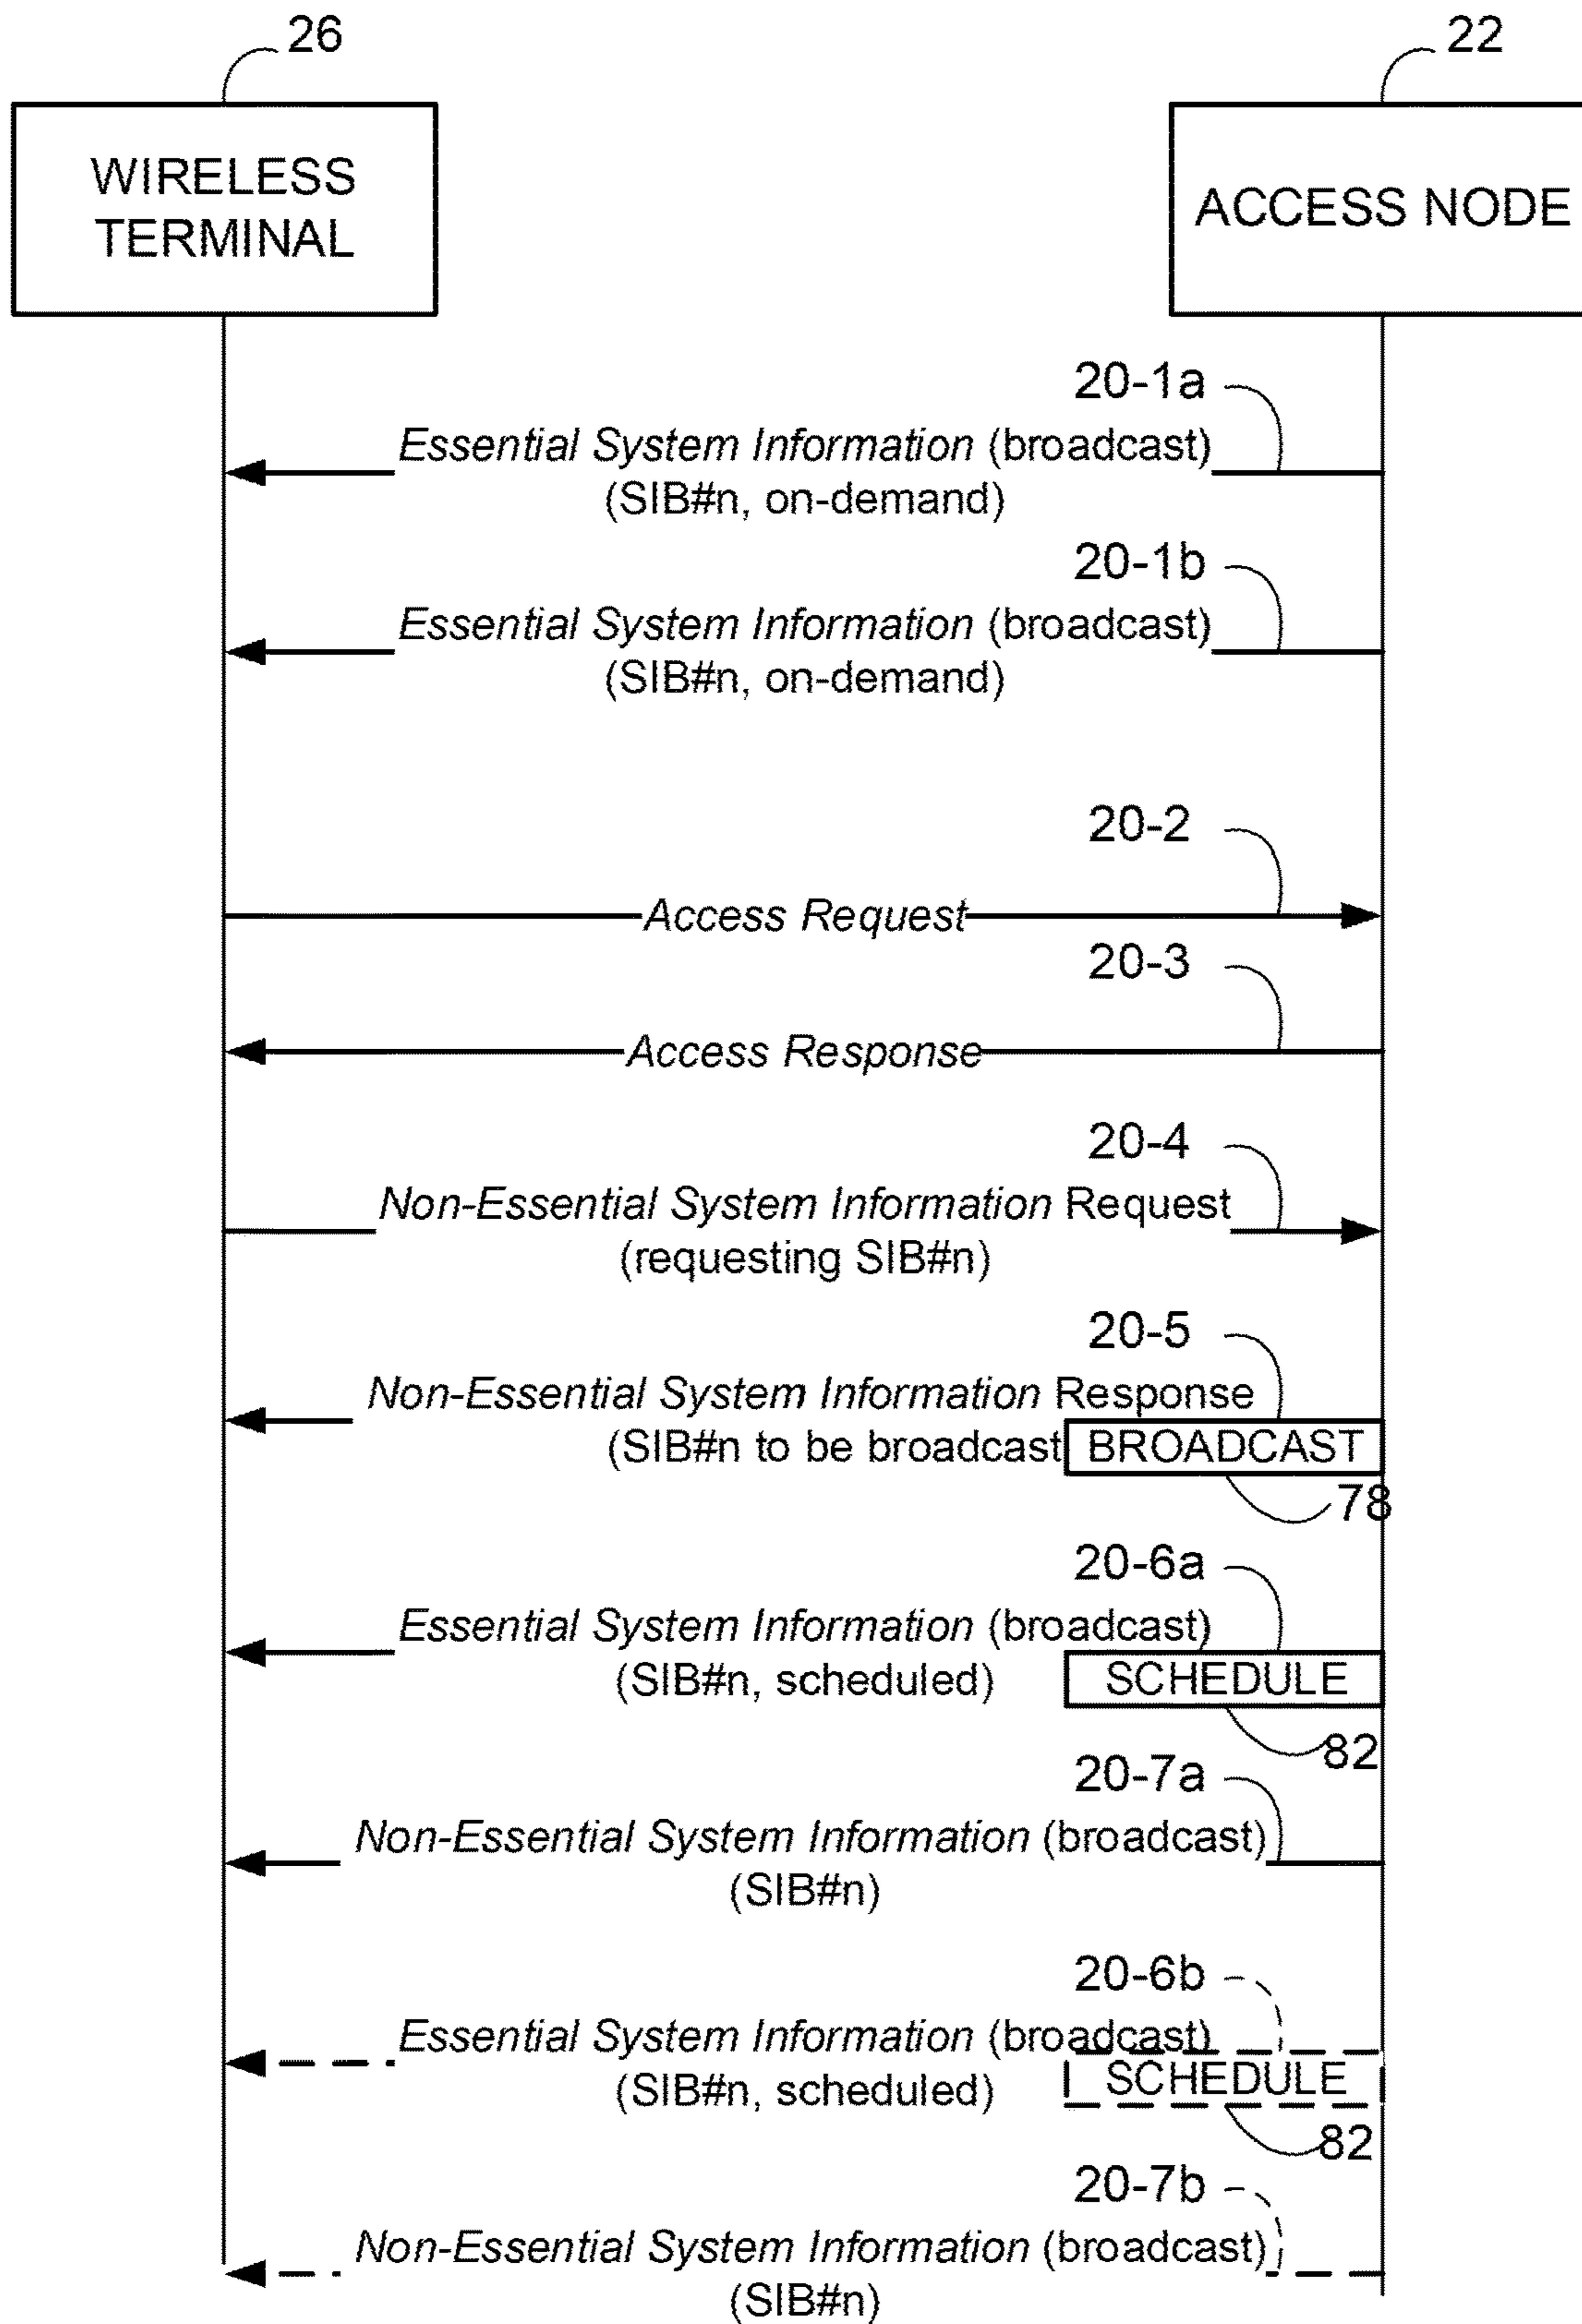 26
22
WIRELESS
TERMINAL
ACCESS NODE
20-1a
Essential System Information (broadcast)
(SIB#n, on-demand)
20-1b
Essential System Information (broadcast)
(SIB#n, on-demand)
20-2
Access Request
20-3
Access Response
20-4
Non-Essential System Information Request
(requesting SIB#n)
20-5
Non-Essential System Information Response
(SIB#n to be broadcast
BROADCAST
78
20-6a
Essential System Information (broadcast)
(SIB#n, scheduled)
SCHEDULE
82
20-7a
Non-Essential System Information (broadcast)
(SIB#n)
20-6b
Essential System Information (broadcast)
(SIB#n, scheduled)
SCHEDULE
82
20-7b
Non-Essential System Information (broadcast)
(SIB#n)